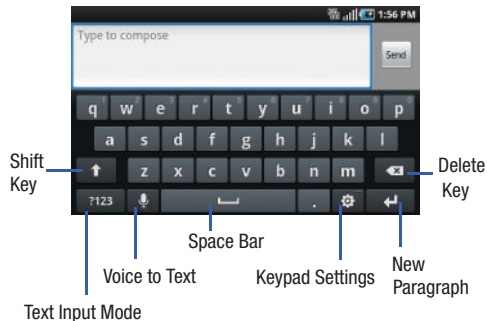 1:56 PM
Type to compose
Send
q w e r t y u i o p
a s d f g h j k l
Shift Key
z x c v b n m
Delete Key
?123 .
Space Bar
Voice to Text
Keypad Settings
New Paragraph
Text Input Mode